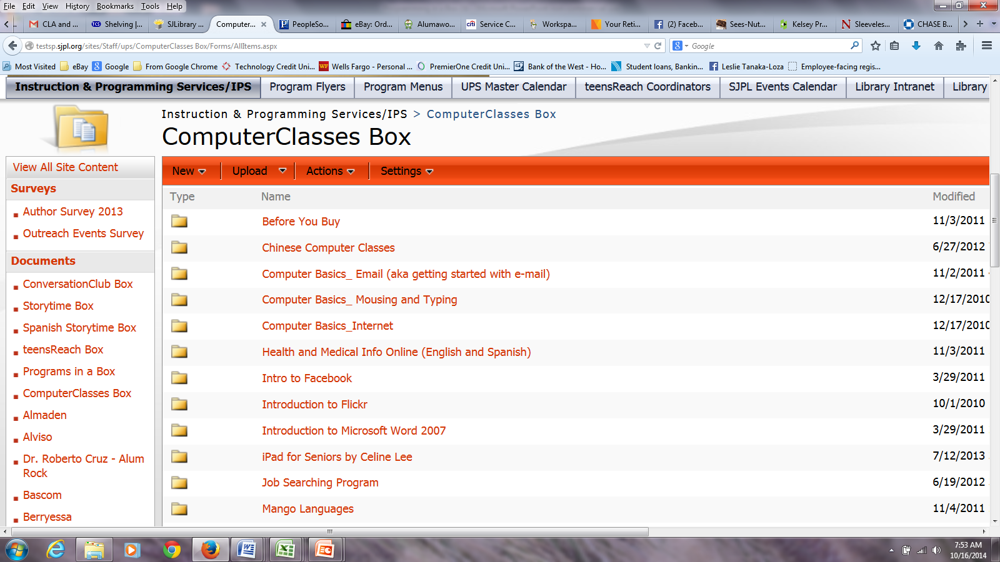 File Edit View History Bookmarks Tools Help
CLA and ... Shelving |... SJLibrary ... Computer... PeopleSo... eBay: Ord... Alumawo... Service C... Workspa... Your Reti... (2) Faceb... Sees-Nut... Kelsey Pr... Sleeveles... CHASE B...
testsp.sjpl.org/sites/Staff/ups/ComputerClasses Box/Forms/AllItems.aspx Google
Most Visited eBay Google From Google Chrome Technology Credit Uni... Wells Fargo - Personal ... PremierOne Credit Uni... Bank of the West - Ho... Student loans, Bankin... Leslie Tanaka-Loza Employee-facing regis...
Instruction & Programming Services/IPS Program Flyers Program Menus UPS Master Calendar teensReach Coordinators SJPL Events Calendar Library Intranet Library
Instruction & Programming Services/IPS > ComputerClasses Box
ComputerClasses Box
View All Site Content
Surveys
Author Survey 2013
Outreach Events Survey
Documents
ConversationClub Box
Storytime Box
Spanish Storytime Box
teensReach Box
Programs in a Box
ComputerClasses Box
Almaden
Alviso
Dr. Roberto Cruz - Alum
Rock
Bascom
Berryessa
New Upload Actions Settings
Type Name Modified
Before You Buy 11/3/2011
Chinese Computer Classes 6/27/2012
Computer Basics_ Email (aka getting started with e-mail) 11/2/2011
Computer Basics_ Mousing and Typing 12/17/2010
Computer Basics_Internet 12/17/2010
Health and Medical Info Online (English and Spanish) 11/3/2011
Intro to Facebook 3/29/2011
Introduction to Flickr 10/1/2010
Introduction to Microsoft Word 2007 3/29/2011
iPad for Seniors by Celine Lee 7/12/2013
Job Searching Program 6/19/2012
Mango Languages 11/4/2011
7:53 AM
10/16/2014